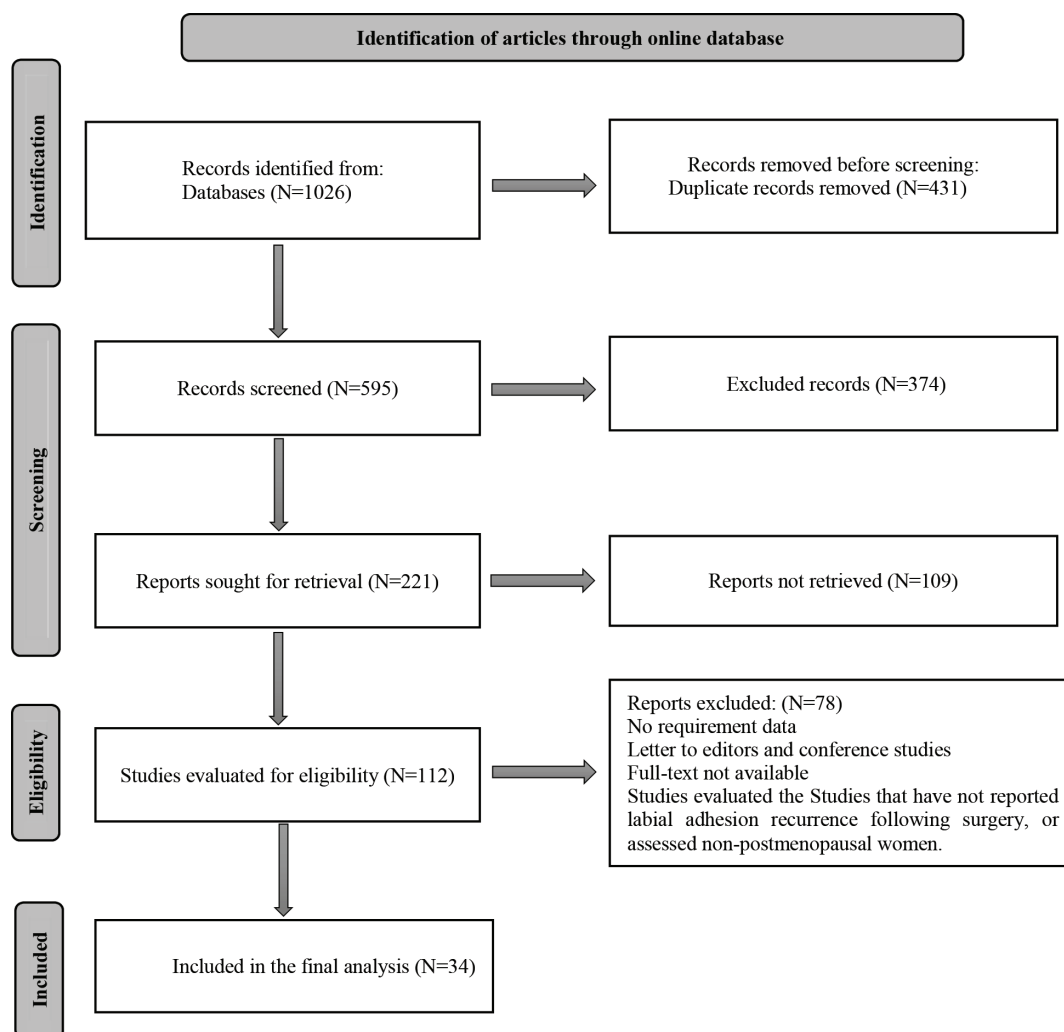 Identification of articles through online database
Identification
Records identified from:
Databases (N=1026)
Records removed before screening:
Duplicate records removed (N=431)
Screening
Records screened (N=595)
Excluded records (N=374)
Reports sought for retrieval (N=221)
Reports not retrieved (N=109)
Eligibility
Studies evaluated for eligibility (N=112)
Reports excluded: (N=78)
No requirement data
Letter to editors and conference studies
Full-text not available
Studies evaluated the Studies that have not reported
labial adhesion recurrence following surgery, or
assessed non-postmenopausal women.
Included
Included in the final analysis (N=34)